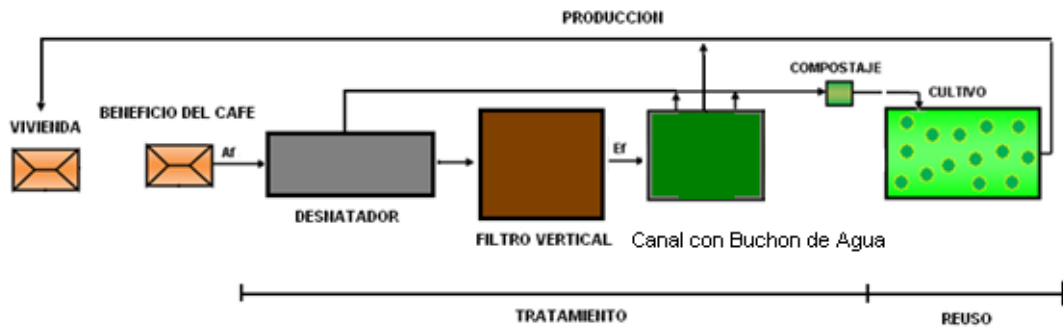 PRODUCCION
COMPOSTAJE
CULTIVO
BENEFICIO DEL CAFE
VIVIENDA
Af
Ef
DESNATADOR
FILTRO VERTICAL
Canal con Buchon de Agua
TRATAMIENTO
REUSO